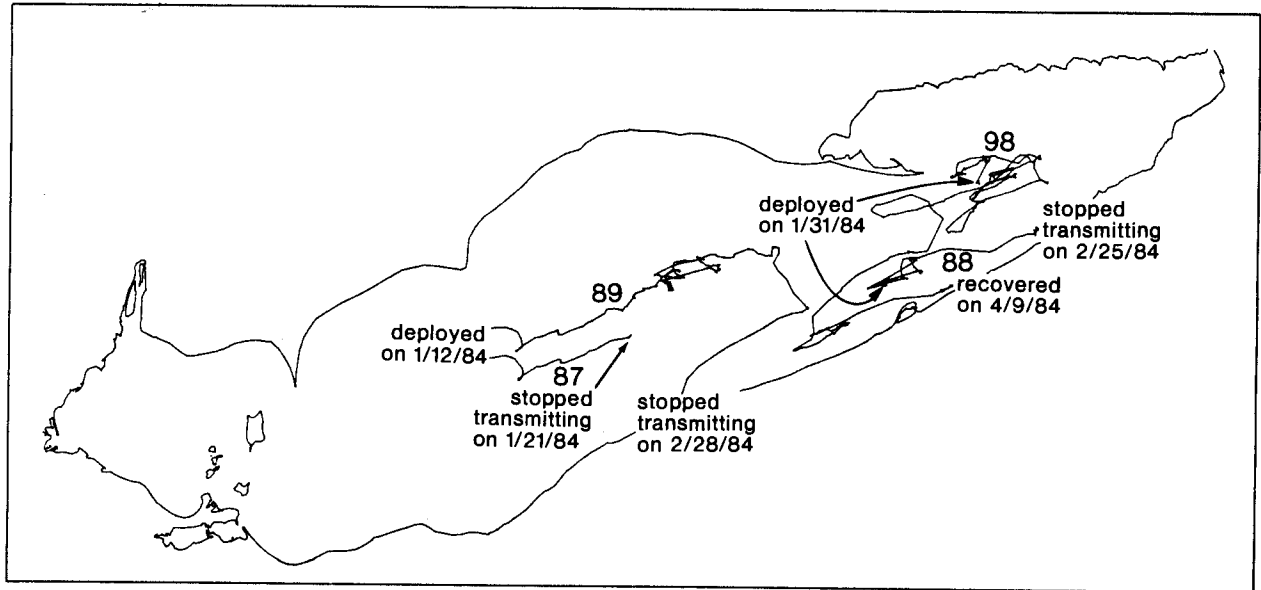 98
deployed
on 1/31/84
stopped
transmitting
on 2/25/84
88
recovered
on 4/9/84
89
deployed
on 1/12/84
87
stopped
transmitting
on 1/21/84
stopped
transmitting
on 2/28/84